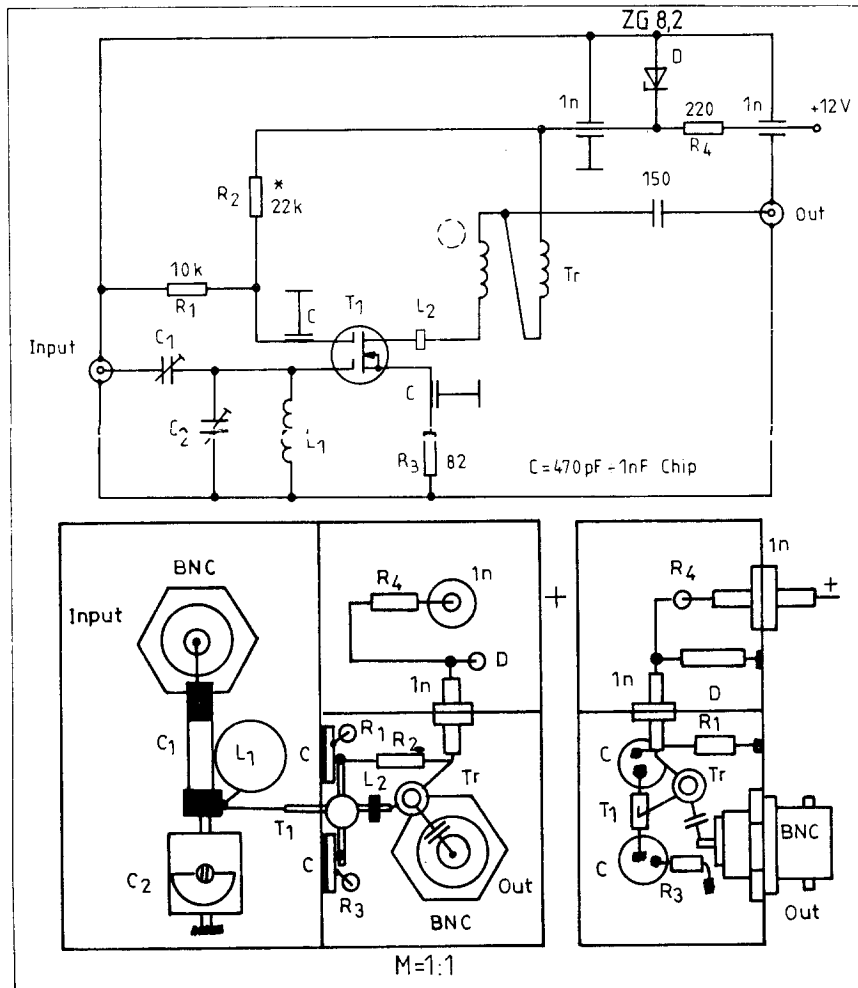 ZG 8,2
D
1n
220
1n
+12V
R4
R2
*
22k
150
Out
10k
R1
C
T1
L2
Tr
Input
C1
C2
L1
C
R3
82
C=470pF-1nF Chip
BNC
Input
C1
L1
C2
R4
1n
+
D
1n
R1
C
R2
L2
Tr
T1
C
R3
Out
BNC
1n
R4
+
1n
D
R1
C
Tr
T1
C
R3
BNC
Out
M=1:1